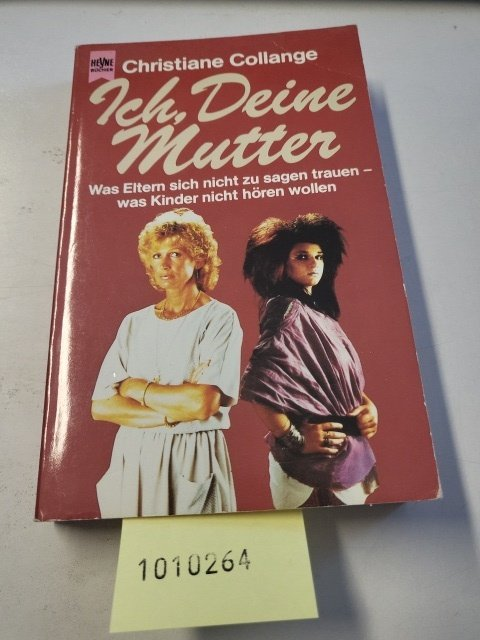 HEYNE
BÜCHER
Christiane Collange
Ich, Deine
Mutter
Was Eltern sich nicht zu sagen trauen –
was Kinder nicht hören wollen
1010264